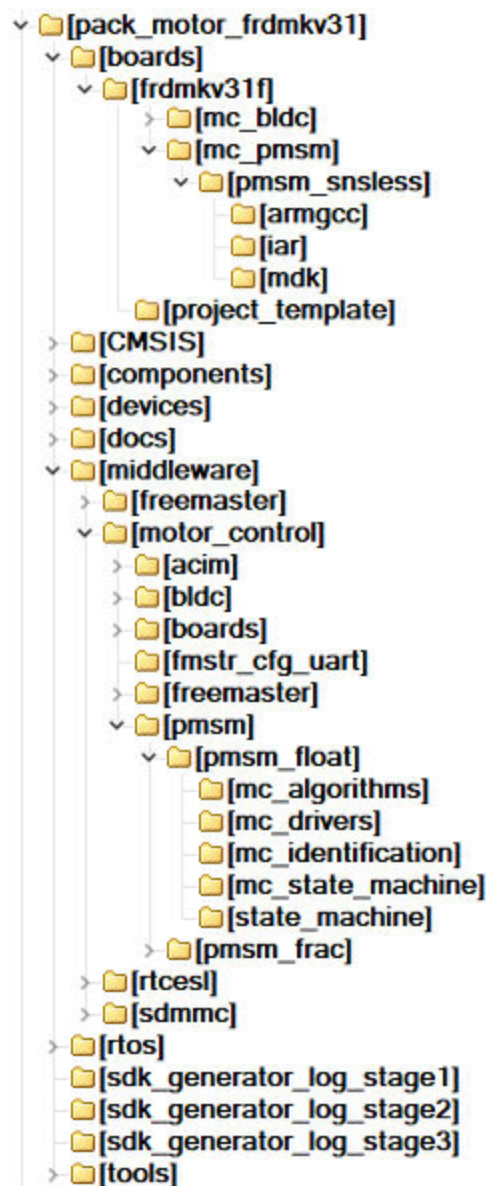 [pack_motor_frdmkv31]
[boards]
[frdmkv31f]
[mc_bldc]
[mc_pmsm]
[pmsm_snsless]
[armgcc]
[iar]
[mdk]
[project_template]
[CMSIS]
[components]
[devices]
[docs]
[middleware]
[freemaster]
[motor_control]
[acim]
[bldc]
[boards]
[fmstr_cfg_uart]
[freemaster]
[pmsm]
[pmsm_float]
[mc_algorithms]
[mc_drivers]
[mc_identification]
[mc_state_machine]
[state_machine]
[pmsm_frac]
[rtcesl]
[sdmmc]
[rtos]
[sdk_generator_log_stage1]
[sdk_generator_log_stage2]
[sdk_generator_log_stage3]
[tools]